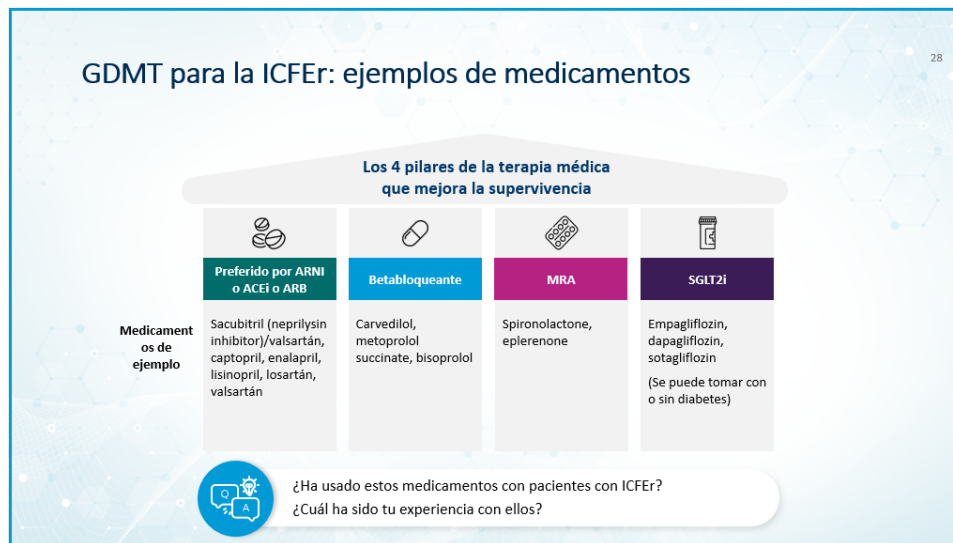 28
GDMT para la ICFEr: ejemplos de medicamentos
Los 4 pilares de la terapia médica
que mejora la supervivencia
Preferido por ARNI
o ACEi o ARB
Betabloqueante
MRA
SGLT2i
Medicament
os de
ejemplo
Sacubitril (neprilysin
inhibitor)/valsartán,
captopril, enalapril,
lisinopril, losartán,
valsartán
Carvedilol,
metoprolol
succinate, bisoprolol
Spironolactone,
eplerenone
Empagliflozin,
dapagliflozin,
sotagliflozin
(Se puede tomar con
o sin diabetes)
Q
A
¿Ha usado estos medicamentos con pacientes con ICFEr?
¿Cuál ha sido tu experiencia con ellos?